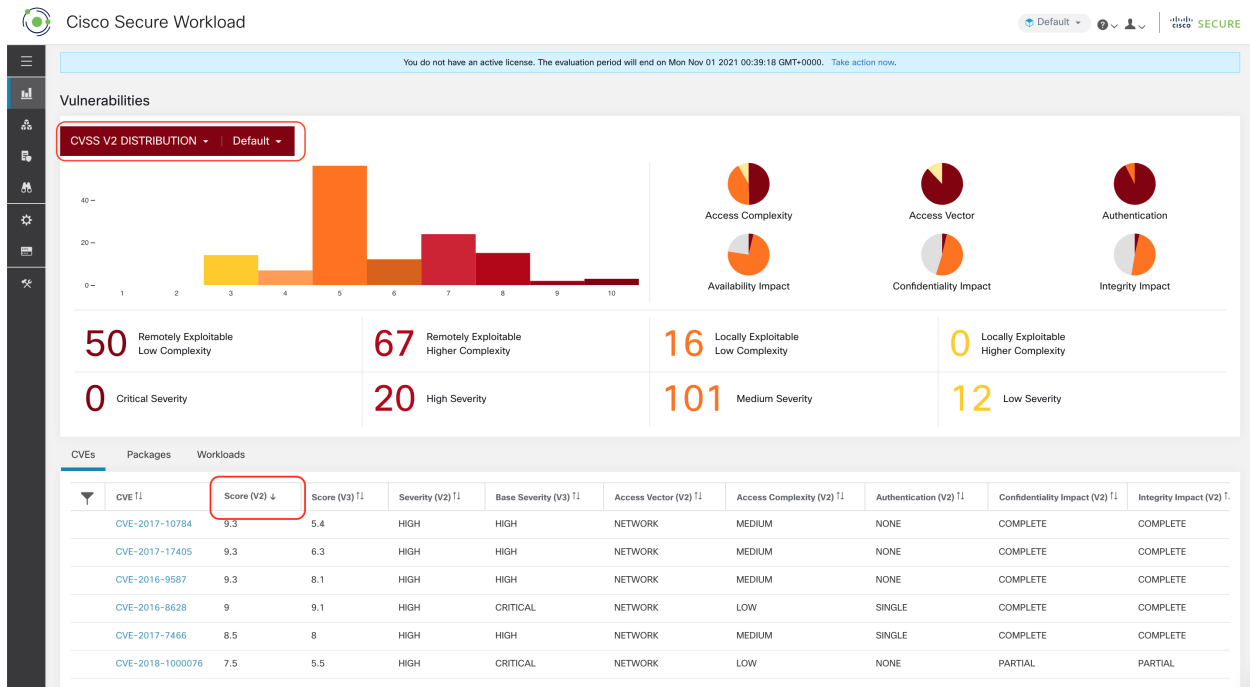 Cisco Secure Workload
Default
cisco SECURE
You do not have an active license. The evaluation period will end on Mon Nov 01 2021 00:39:18 GMT+0000. Take action now.
Vulnerabilities
CVSS V2 DISTRIBUTION Default
40
20
0
1 2 3 4 5 6 7 8 9 10
Access Complexity Access Vector Authentication
Availability Impact Confidentiality Impact Integrity Impact
50 Remotely Exploitable
Low Complexity
67 Remotely Exploitable
Higher Complexity
16 Locally Exploitable
Low Complexity
0 Locally Exploitable
Higher Complexity
0 Critical Severity
20 High Severity
101 Medium Severity
12 Low Severity
CVEs Packages Workloads
CVE ↑↓ Score (V2) ↓ Score (V3) ↑↓ Severity (V2) ↑↓ Base Severity (V3) ↑↓ Access Vector (V2) ↑↓ Access Complexity (V2) ↑↓ Authentication (V2) ↑↓ Confidentiality Impact (V2) ↑↓ Integrity Impact (V2) ↑
CVE-2017-10784 9.3 5.4 HIGH HIGH NETWORK MEDIUM NONE COMPLETE COMPLETE
CVE-2017-17405 9.3 6.3 HIGH HIGH NETWORK MEDIUM NONE COMPLETE COMPLETE
CVE-2016-9587 9.3 8.1 HIGH HIGH NETWORK MEDIUM NONE COMPLETE COMPLETE
CVE-2016-8628 9 9.1 HIGH CRITICAL NETWORK LOW SINGLE COMPLETE COMPLETE
CVE-2017-7466 8.5 8 HIGH HIGH NETWORK MEDIUM SINGLE COMPLETE COMPLETE
CVE-2018-1000076 7.5 5.5 HIGH CRITICAL NETWORK LOW NONE PARTIAL PARTIAL